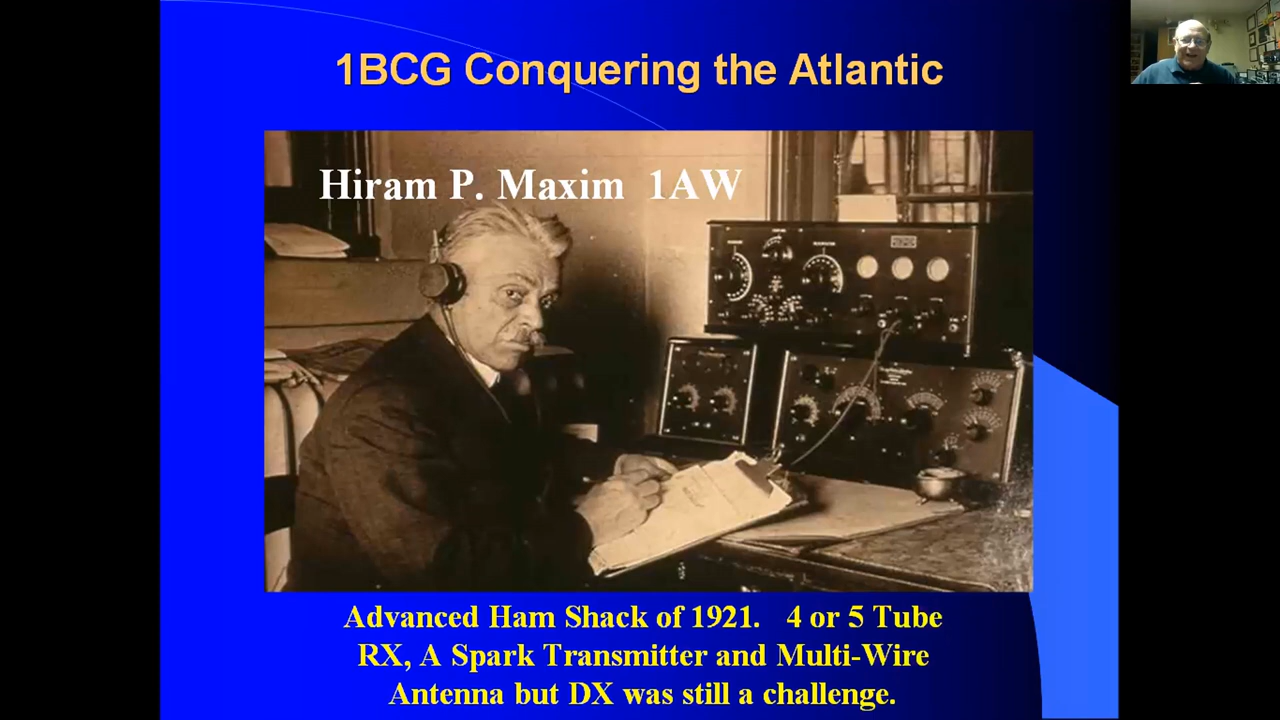 1BCG Conquering the Atlantic
Hiram P. Maxim 1AW
Advanced Ham Shack of 1921. 4 or 5 Tube
RX, A Spark Transmitter and Multi-Wire
Antenna but DX was still a challenge.